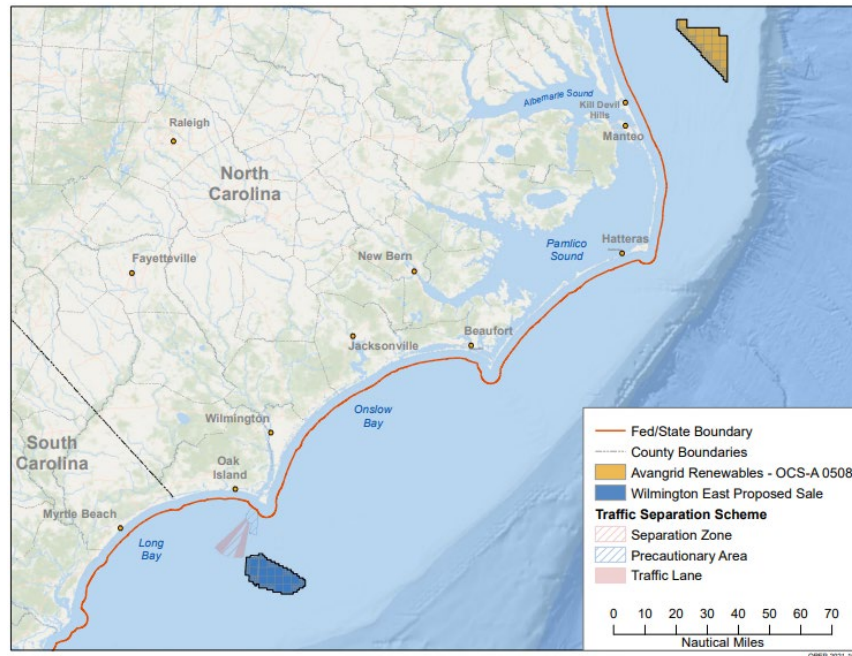 Albemarle Sound
Kill Devil
Hills
Manteo
Raleigh
North
Carolina
Fayetteville
New Bern
Pamlico
Sound
Hatteras
Jacksonville
Beaufort
Wilmington
Onslow
Bay
South
Carolina
Oak
Island
Myrtle Beach
Long
Bay
Fed/State Boundary
County Boundaries
Avangrid Renewables - OCS-A 0508
Wilmington East Proposed Sale
Traffic Separation Scheme
Separation Zone
Precautionary Area
Traffic Lane
0 10 20 30 40 50 60 70
Nautical Miles